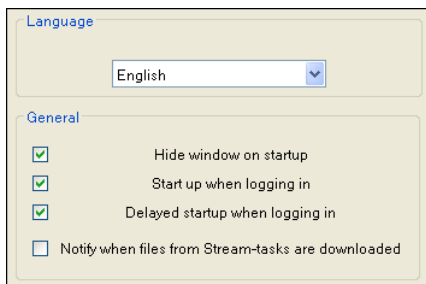 Language
English
General
Hide window on startup
Start up when logging in
Delayed startup when logging in
Notify when files from Stream-tasks are downloaded